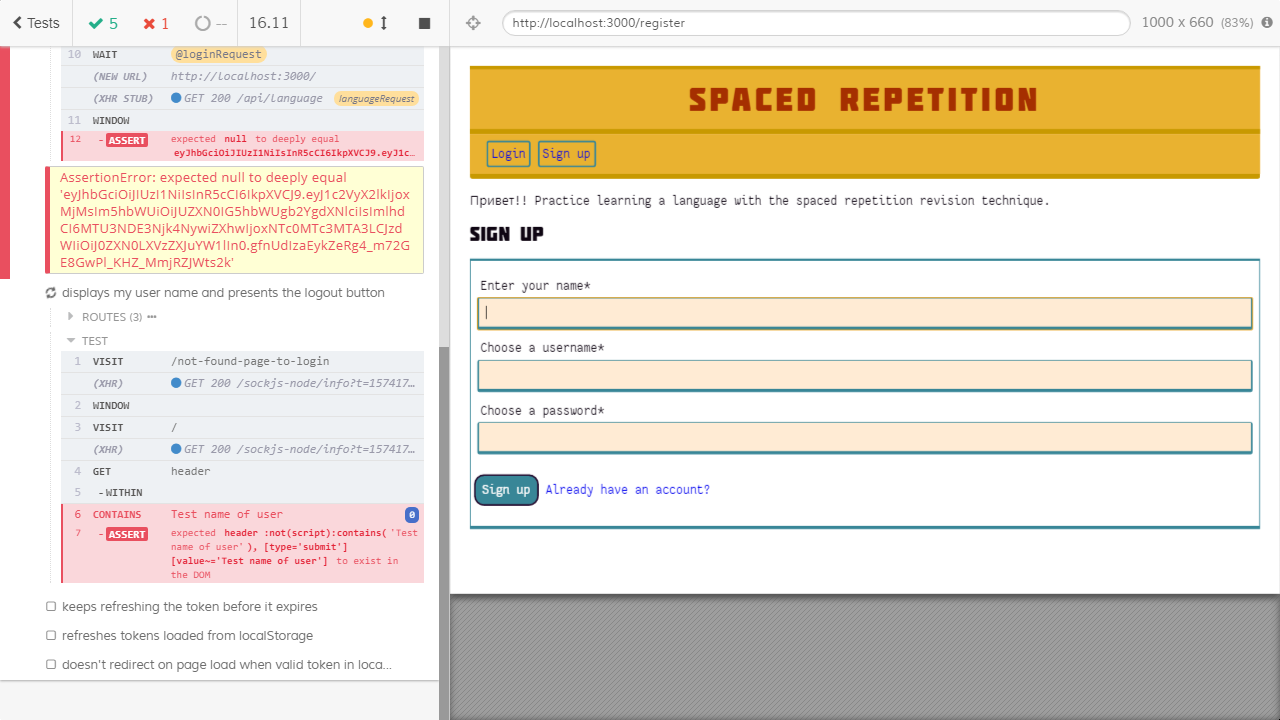 Tests
5
1
--
16.11
http://localhost:3000/register
1000 x 660 (83%)
10 WAIT @loginRequest
(NEW URL) http://localhost:3000/
(XHR STUB) GET 200 /api/language languageRequest
11 WINDOW
12 - ASSERT expected null to deeply equal
eyJhbGciOiJIUzI1NiIsInR5cCI6IkpXVCJ9.eyJ1c…
AssertionError: expected null to deeply equal
'eyJhbGciOiJIUzI1NiIsInR5cCI6IkpXVCJ9.eyJ1c2VyX2lkIjox
MjMsIm5hbWUiOiJUZXN0IG5hbWUgb2YgdXNlciIsImlhd
CI6MTU3NDE3Njk4NywiZXhwIjoxNTc0MTc3MTA3LCJzd
WIiOiJ0ZXN0LXVzZXJuYW1lIn0.gfnUdIzaEykZeRg4_m72G
E8GwPl_KHZ_MmjRZJWts2k'
displays my user name and presents the logout button
ROUTES (3)
TEST
1 VISIT /not-found-page-to-login
(XHR) GET 200 /sockjs-node/info?t=157417…
2 WINDOW
3 VISIT /
(XHR) GET 200 /sockjs-node/info?t=157417…
4 GET header
5 - WITHIN
6 CONTAINS Test name of user 0
7 - ASSERT expected header :not(script):contains( 'Test
name of user' ), [type='submit']
[value~='Test name of user'] to exist in
the DOM
keeps refreshing the token before it expires
refreshes tokens loaded from localStorage
doesn't redirect on page load when valid token in loca...
SPACED REPETITION
Login Sign up
Привет!! Practice learning a language with the spaced repetition revision technique.
SIGN UP
Enter your name*
Choose a username*
Choose a password*
Sign up Already have an account?